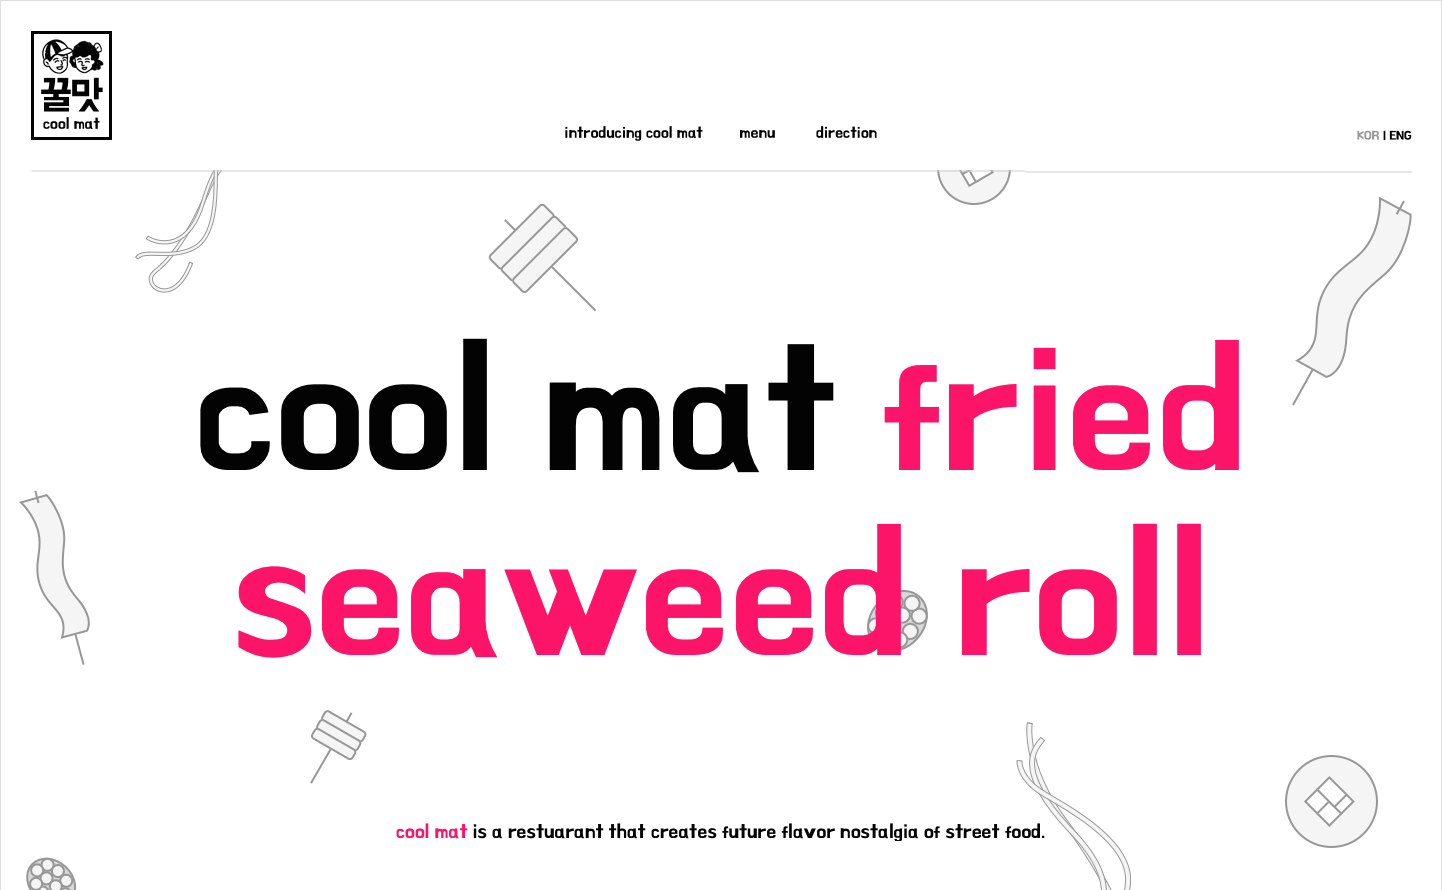 꿀맛
cool mat
introducing cool mat menu direction
KOR | ENG
cool mat fried
seaweed roll
cool mat is a restuarant that creates future flavor nostalgia of street food.